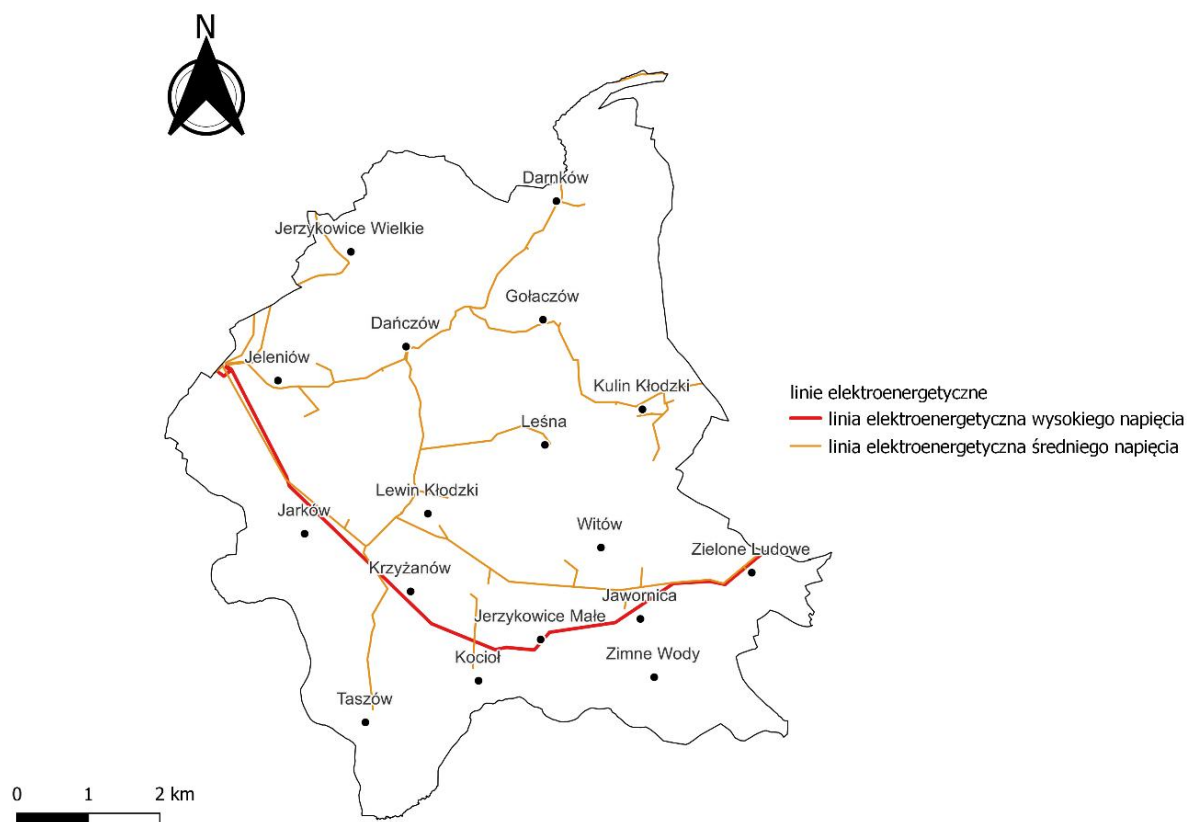 N
Darnków
Jerzykowice Wielkie
Gołaczów
Dańczów
Jeleniów
Kulin Kłodzki
linie elektroenergetyczne
linia elektroenergetyczna wysokiego napięcia
linia elektroenergetyczna średniego napięcia
Leśna
Lewin Kłodzki
Jarków
Witów
Zielone Ludowe
Krzyżanów
Jawornica
Jerzykowice Małe
Kocioł
Zimne Wody
Taszów
0 1 2 km